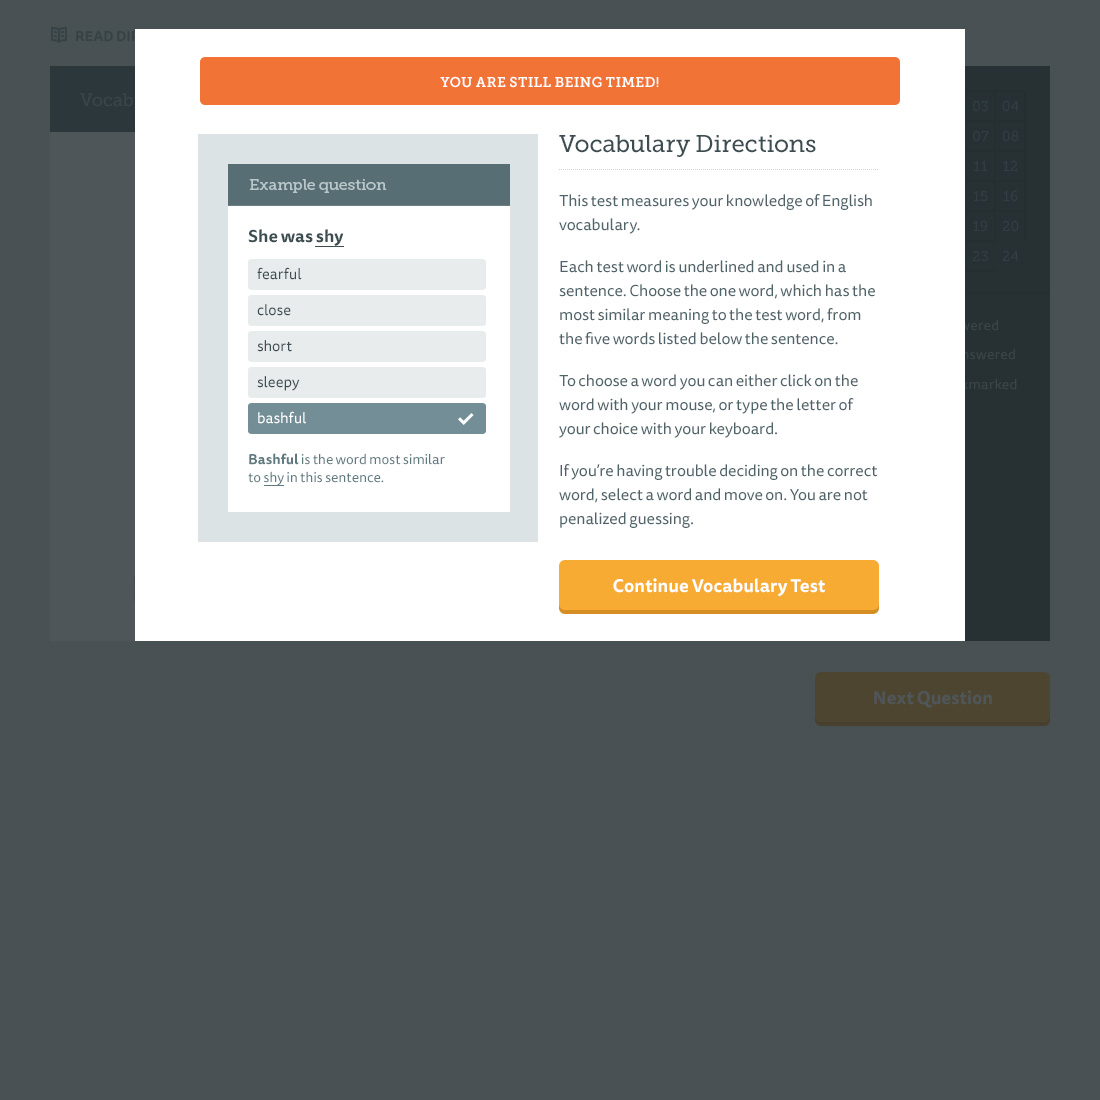 READ
YOU ARE STILL BEING TIMED!
Vocab
Example question
She was shy
fearful
close
short
sleepy
bashful
Bashful is the word most similar
to shy in this sentence.
Vocabulary Directions
This test measures your knowledge of English
vocabulary.
Each test word is underlined and used in a
sentence. Choose the one word, which has the
most similar meaning to the test word, from
the five words listed below the sentence.
To choose a word you can either click on the
word with your mouse, or type the letter of
your choice with your keyboard.
If you're having trouble deciding on the correct
word, select a word and move on. You are not
penalized guessing.
Continue Vocabulary Test
03 04
07 08
11 12
15 16
19 20
23 24
Next Question